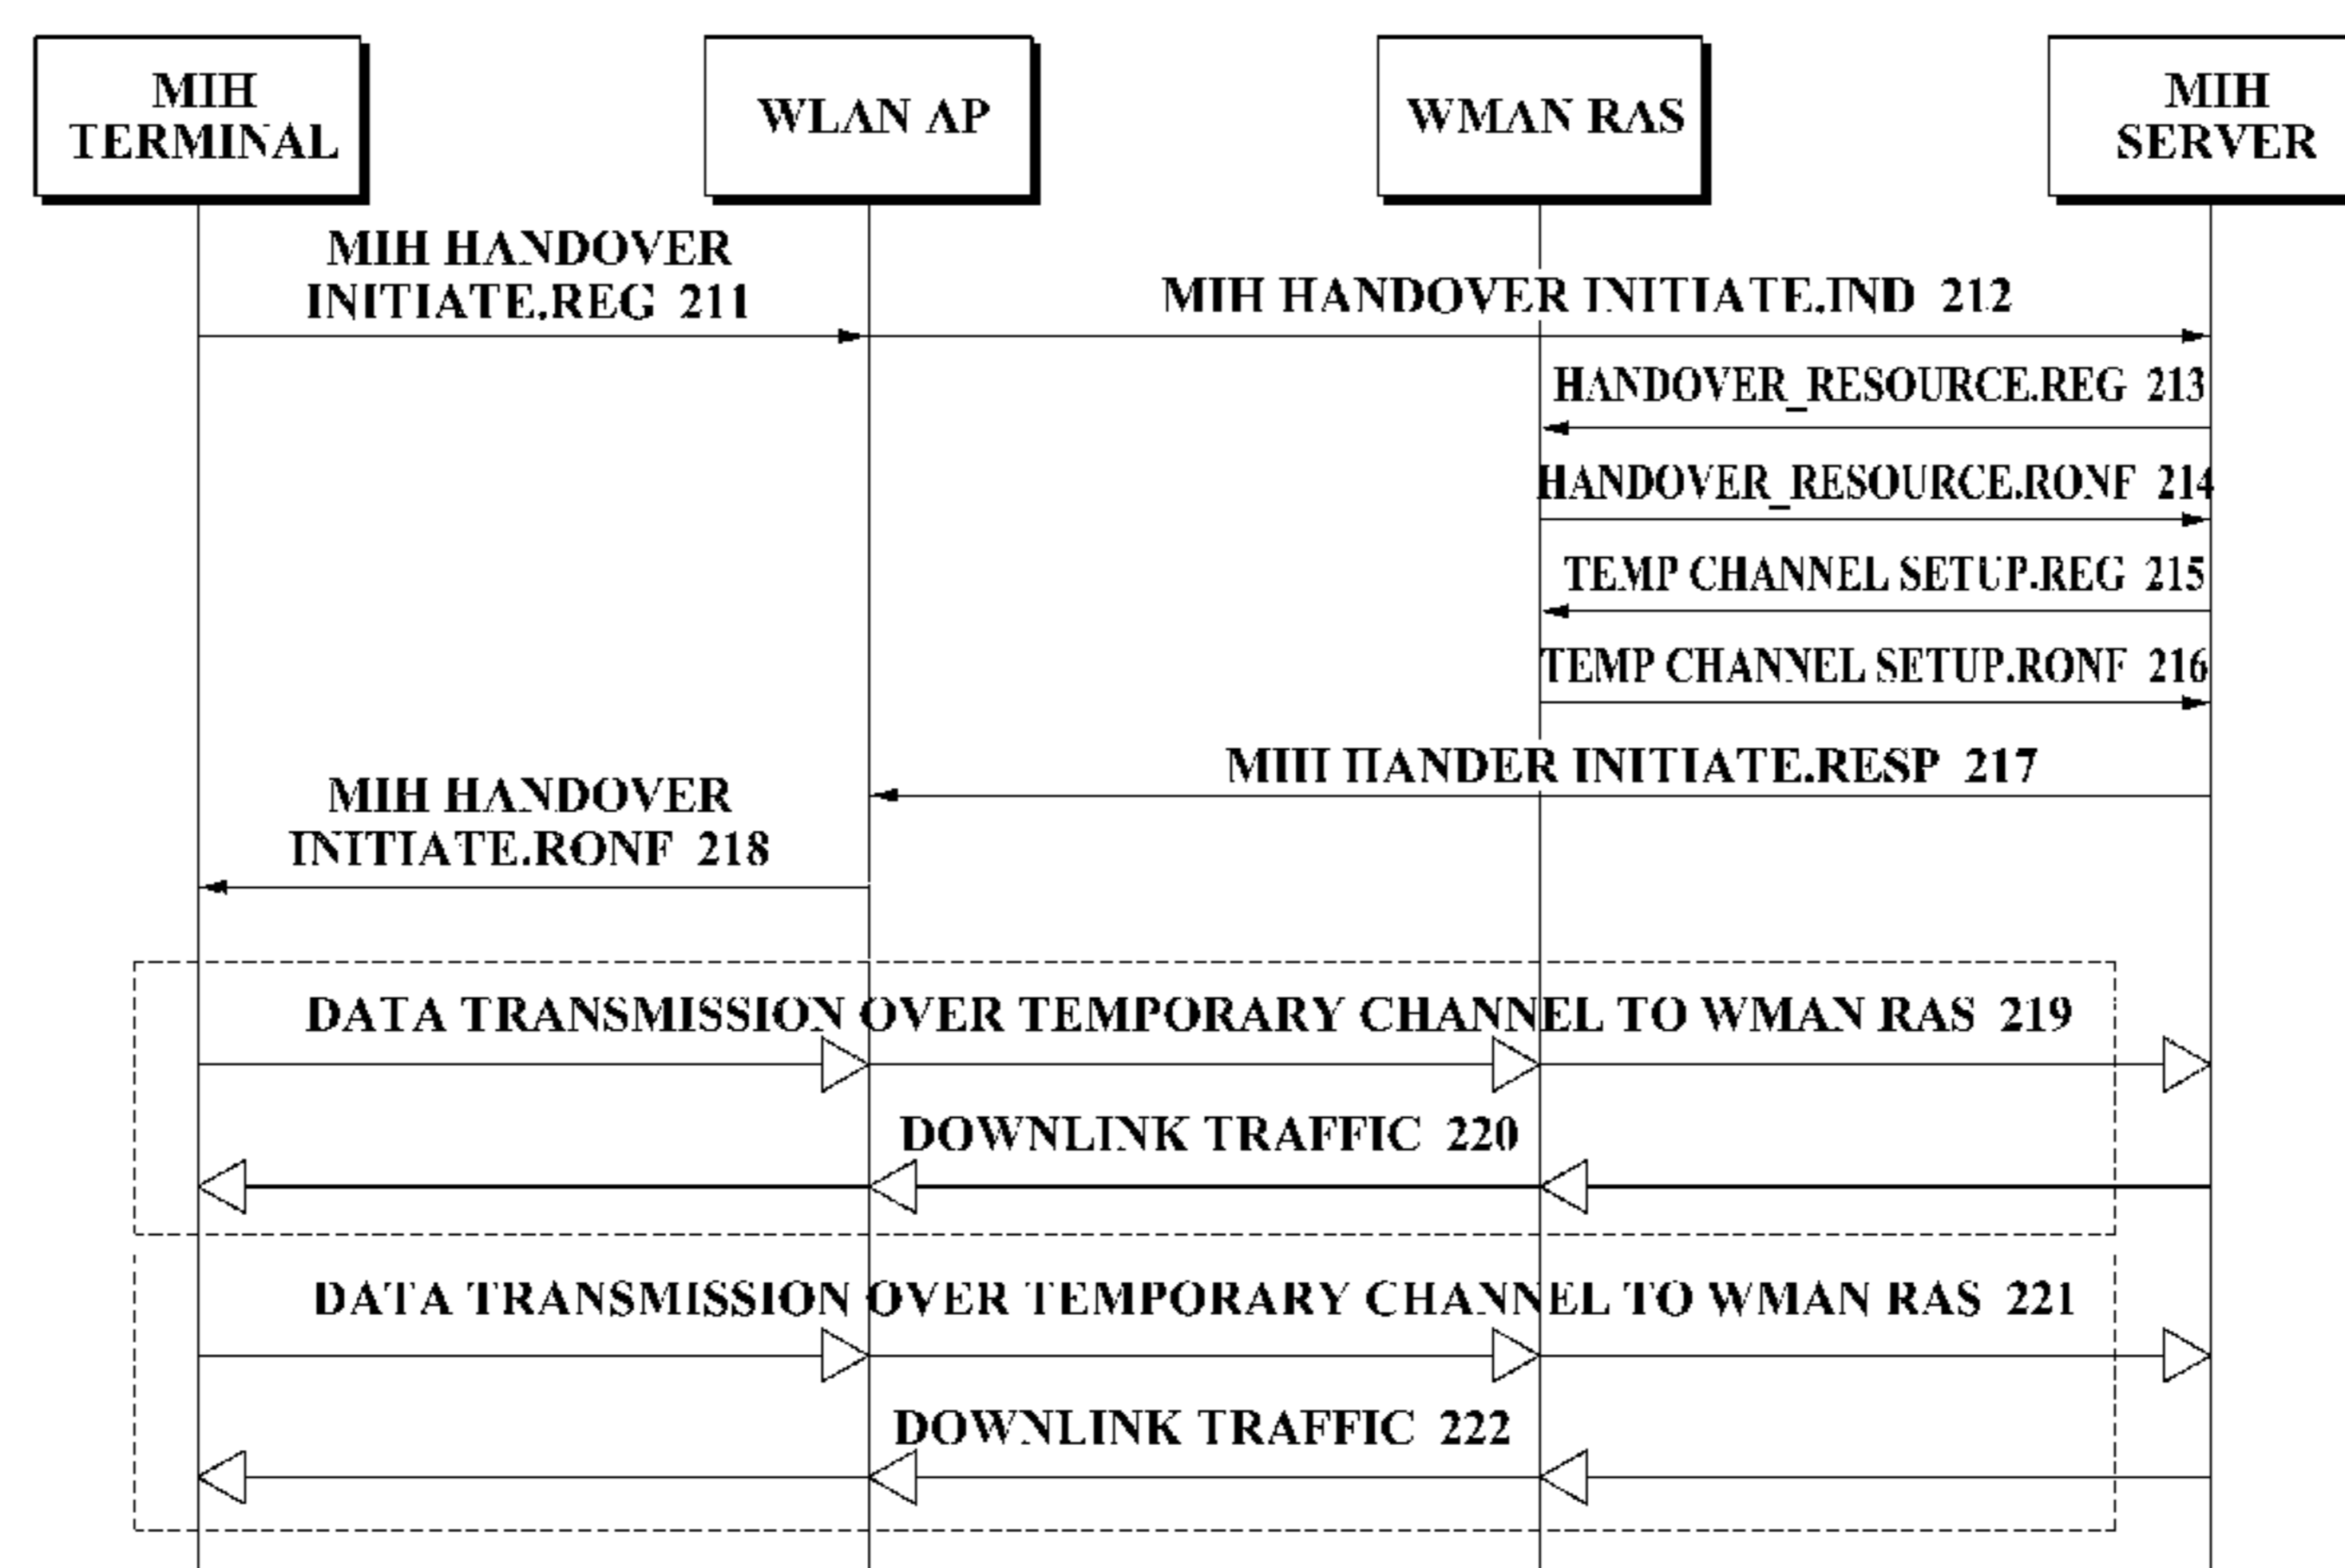 MIH
TERMINAL
WLAN AP
WMAN RAS
MIH
SERVER
MIH HANDOVER
INITIATE.REG 211
MIH HANDOVER INITIATE.IND 212
HANDOVER_RESOURCE.REG 213
HANDOVER_RESOURCE.RONF 214
TEMP CHANNEL SETUP.REG 215
TEMP CHANNEL SETUP.RONF 216
MIH HANDER INITIATE.RESP 217
MIH HANDOVER
INITIATE.RONF 218
DATA TRANSMISSION OVER TEMPORARY CHANNEL TO WMAN RAS 219
DOWNLINK TRAFFIC 220
DATA TRANSMISSION OVER TEMPORARY CHANNEL TO WMAN RAS 221
DOWNLINK TRAFFIC 222